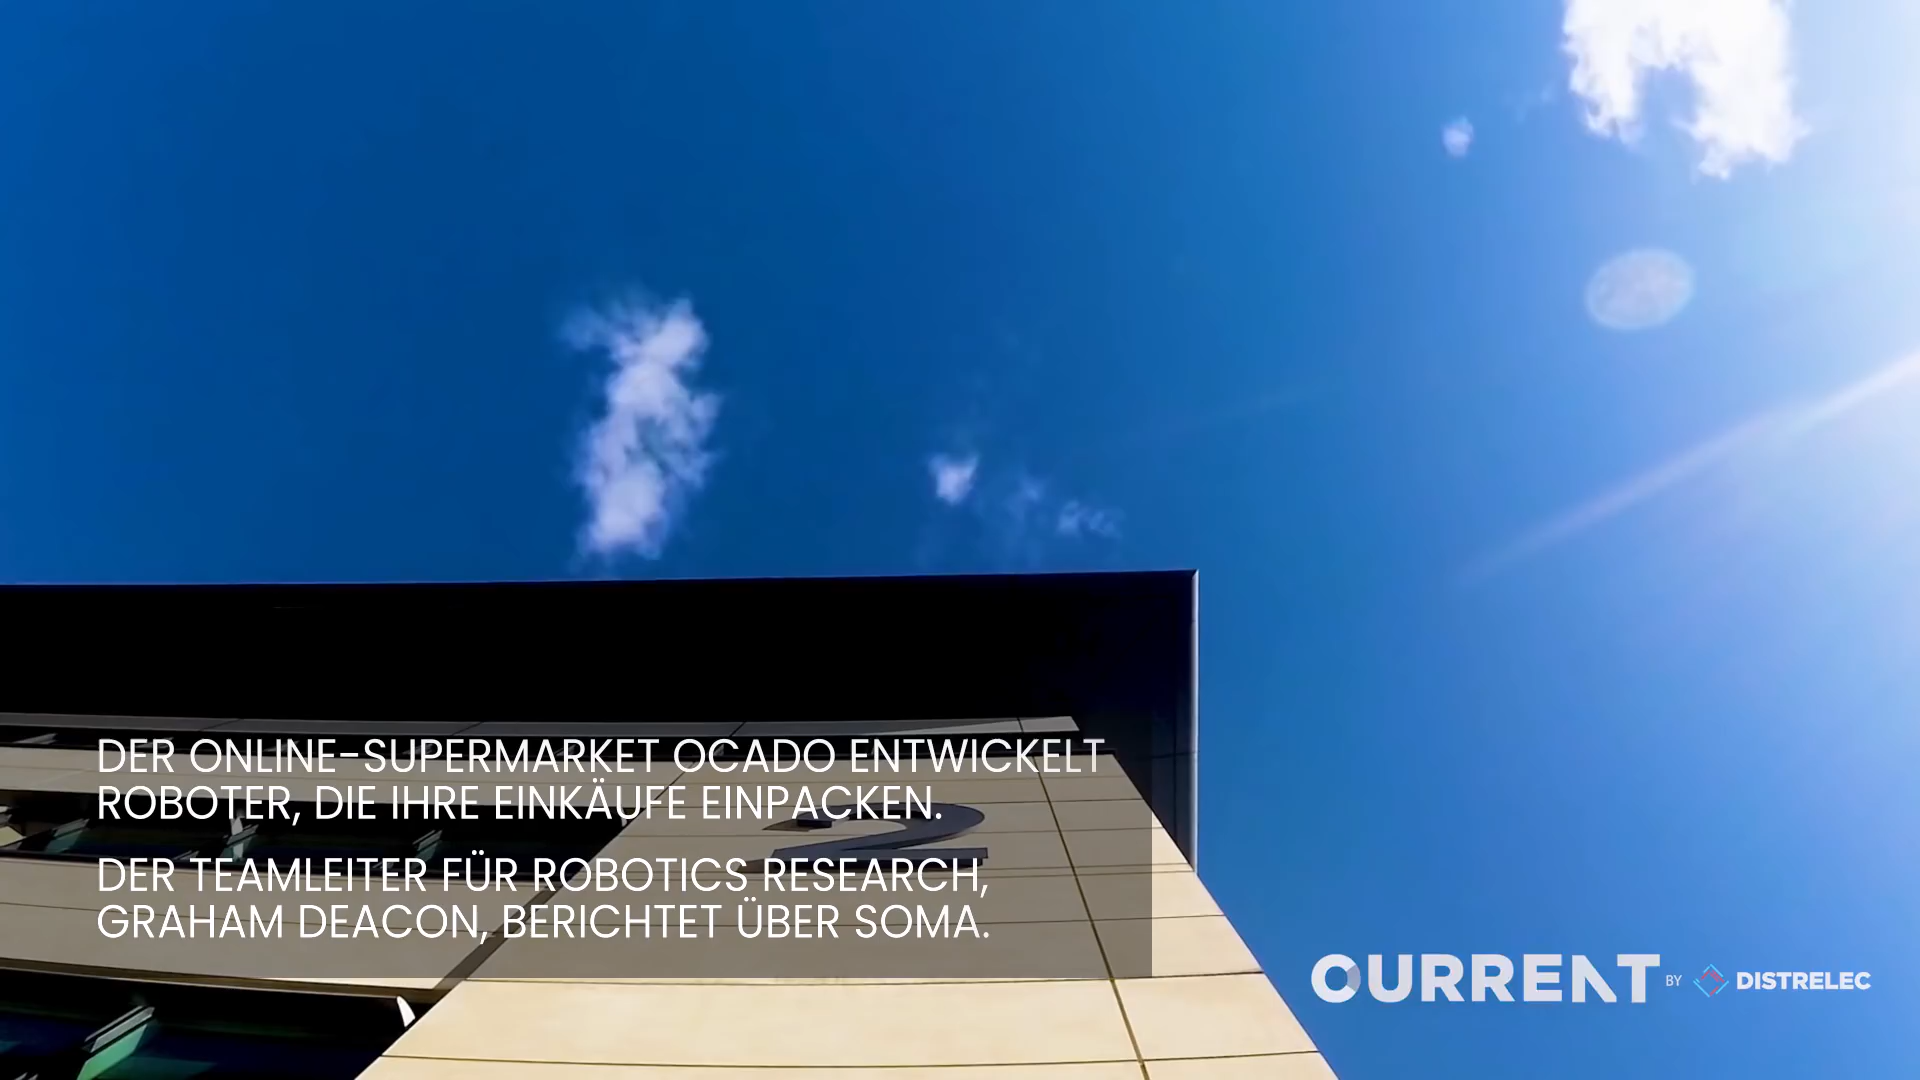 DER ONLINE-SUPERMARKET OCADO ENTWICKELT
ROBOTER, DIE IHRE EINKÄUFE EINPACKEN.
DER TEAMLEITER FÜR ROBOTICS RESEARCH,
GRAHAM DEACON, BERICHTET ÜBER SOMA.
2
CURRENT BY DISTRELEC